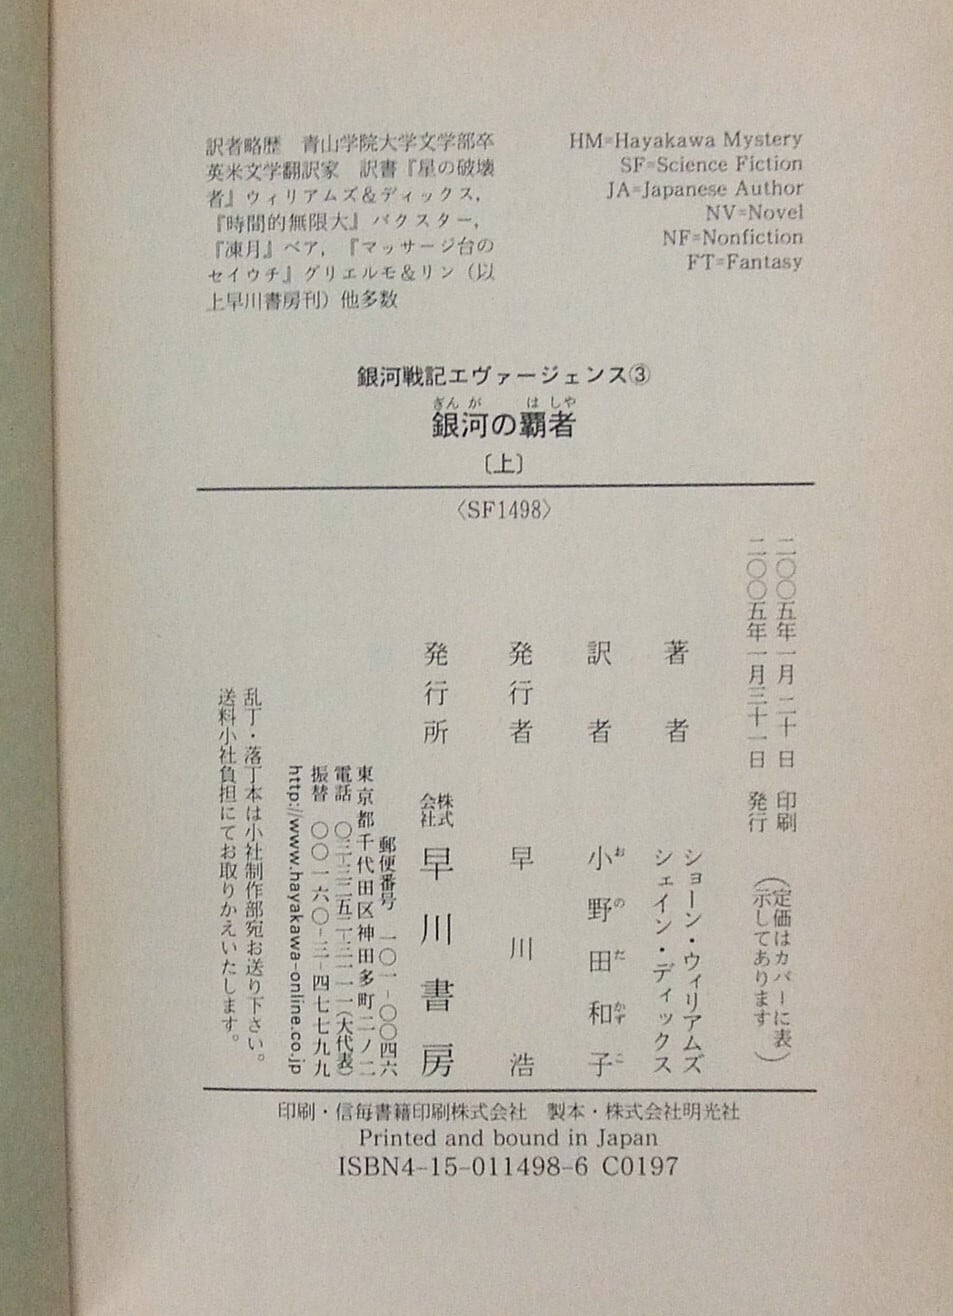 訳者略歴　青山学院大学文学部卒
英米文学翻訳家　訳書『星の破壊
者』ウィリアムズ＆ディックス，
『時間的無限大』バクスター，
『凍月』ベア，『マッサージ台の
セイウチ』グリエルモ＆リン（以
上早川書房刊）他多数
HM=Hayakawa Mystery
SF=Science Fiction
JA=Japanese Author
NV=Novel
NF=Nonfiction
FT=Fantasy
銀河戦記エヴァージェンス③
ぎんが　はしや
銀河の覇者
〔上〕
〈SF1498〉
二〇〇五年一月二十日　印刷
二〇〇五年一月三十一日　発行
（定価はカバーに表
示してあります）
著者　ショーン・ウィリアムズ
シェイン・ディックス
訳者　小野田和子
おのだかずこ
発行者　早川浩
発行所　株式会社　早川書房
郵便番号　一〇一-〇〇四六
東京都千代田区神田多町二ノ二
電話　〇三-三二五二-三一一一（大代表）
振替　〇〇一六〇-三-四七七九九
http://www.hayakawa-online.co.jp
乱丁・落丁本は小社制作部宛お送り下さい。
送料小社負担にてお取りかえいたします。
印刷・信毎書籍印刷株式会社　製本・株式会社明光社
Printed and bound in Japan
ISBN4-15-011498-6 C0197